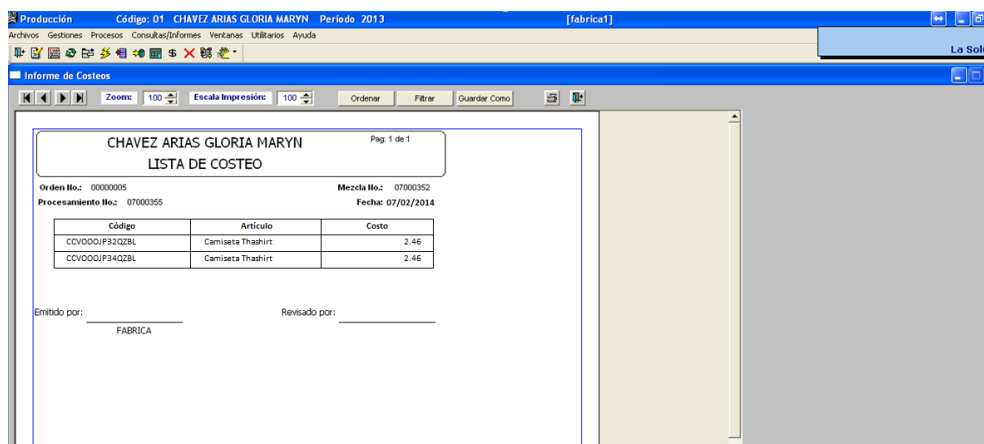 Producción Código: 01 CHAVEZ ARIAS GLORIA MARYN Período 2013 [fabrica1]
Archivos Gestiones Procesos Consultas/Informes Ventanas Utilitarios Ayuda
La Sol
Informe de Costeos
Zoom: 100 Escala Impresión: 100 Ordenar Filtrar Guardar Como
CHAVEZ ARIAS GLORIA MARYN Pag: 1 de 1
LISTA DE COSTEO
Orden No.: 00000005 Mezcla No.: 07000352
Procesamiento No.: 07000355 Fecha: 07/02/2014
Código Artículo Costo
CCVOOOJP32QZBL Camiseta Thashirt 2.46
CCVOOOJP34QZBL Camiseta Thashirt 2.46
Emitido por: Revisado por:
FABRICA